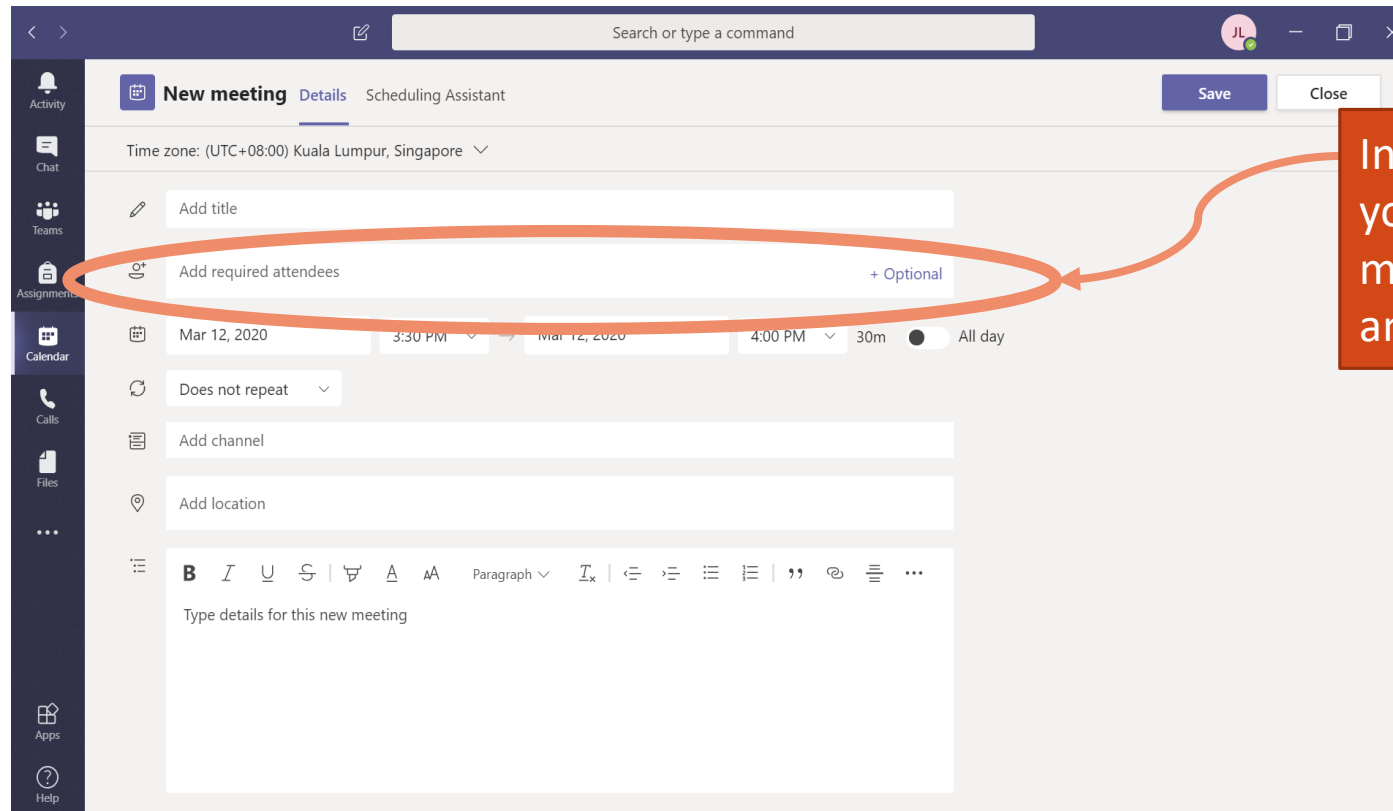 Search or type a command
JL
Activity
Chat
Teams
Assignments
Calendar
Calls
Files
Apps
Help
New meeting Details Scheduling Assistant
Save Close
Time zone: (UTC+08:00) Kuala Lumpur, Singapore
Add title
Add required attendees + Optional
Mar 12, 2020 3:30 PM → Mar 12, 2020 4:00 PM 30m All day
Does not repeat
Add channel
Add location
B I U S A AA Paragraph Tx
Type details for this new meeting